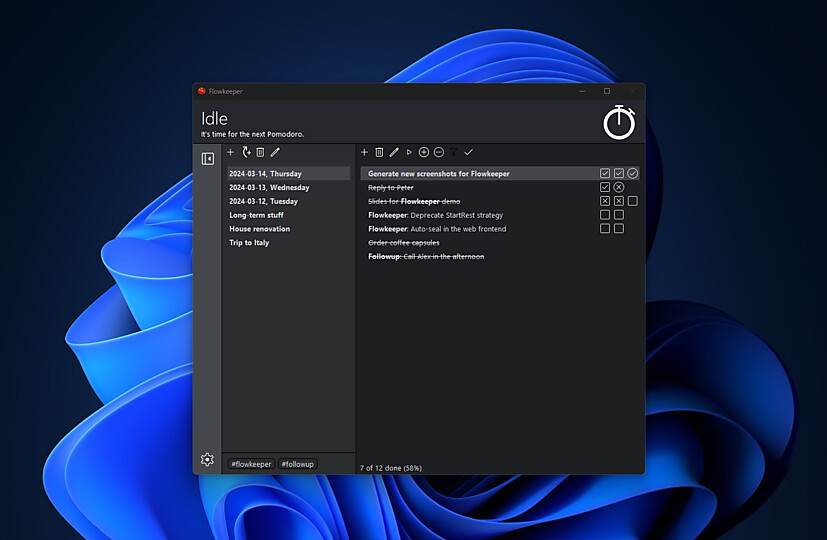 Flowkeeper
Idle
It's time for the next Pomodoro.
2024-03-14, Thursday
2024-03-13, Wednesday
2024-03-12, Tuesday
Long-term stuff
House renovation
Trip to Italy
#flowkeeper #followup
Generate new screenshots for Flowkeeper
Reply to Peter
Slides for Flowkeeper demo
Flowkeeper: Deprecate StartRest strategy
Flowkeeper: Auto-seal in the web frontend
Order coffee capsules
Followup: Call Alex in the afternoon
7 of 12 done (58%)